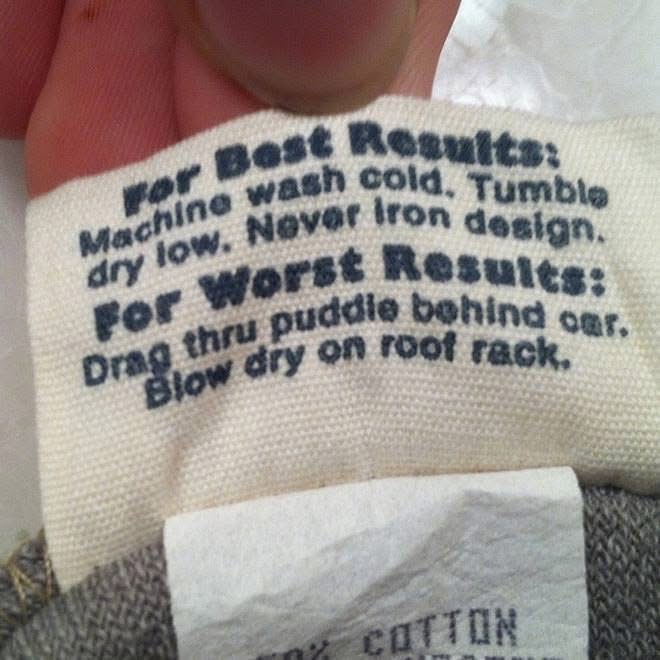 For Best Results:
Machine wash cold. Tumble
dry low. Never iron design.
For Worst Results:
Drag thru puddle behind car.
Blow dry on roof rack.
COTTON